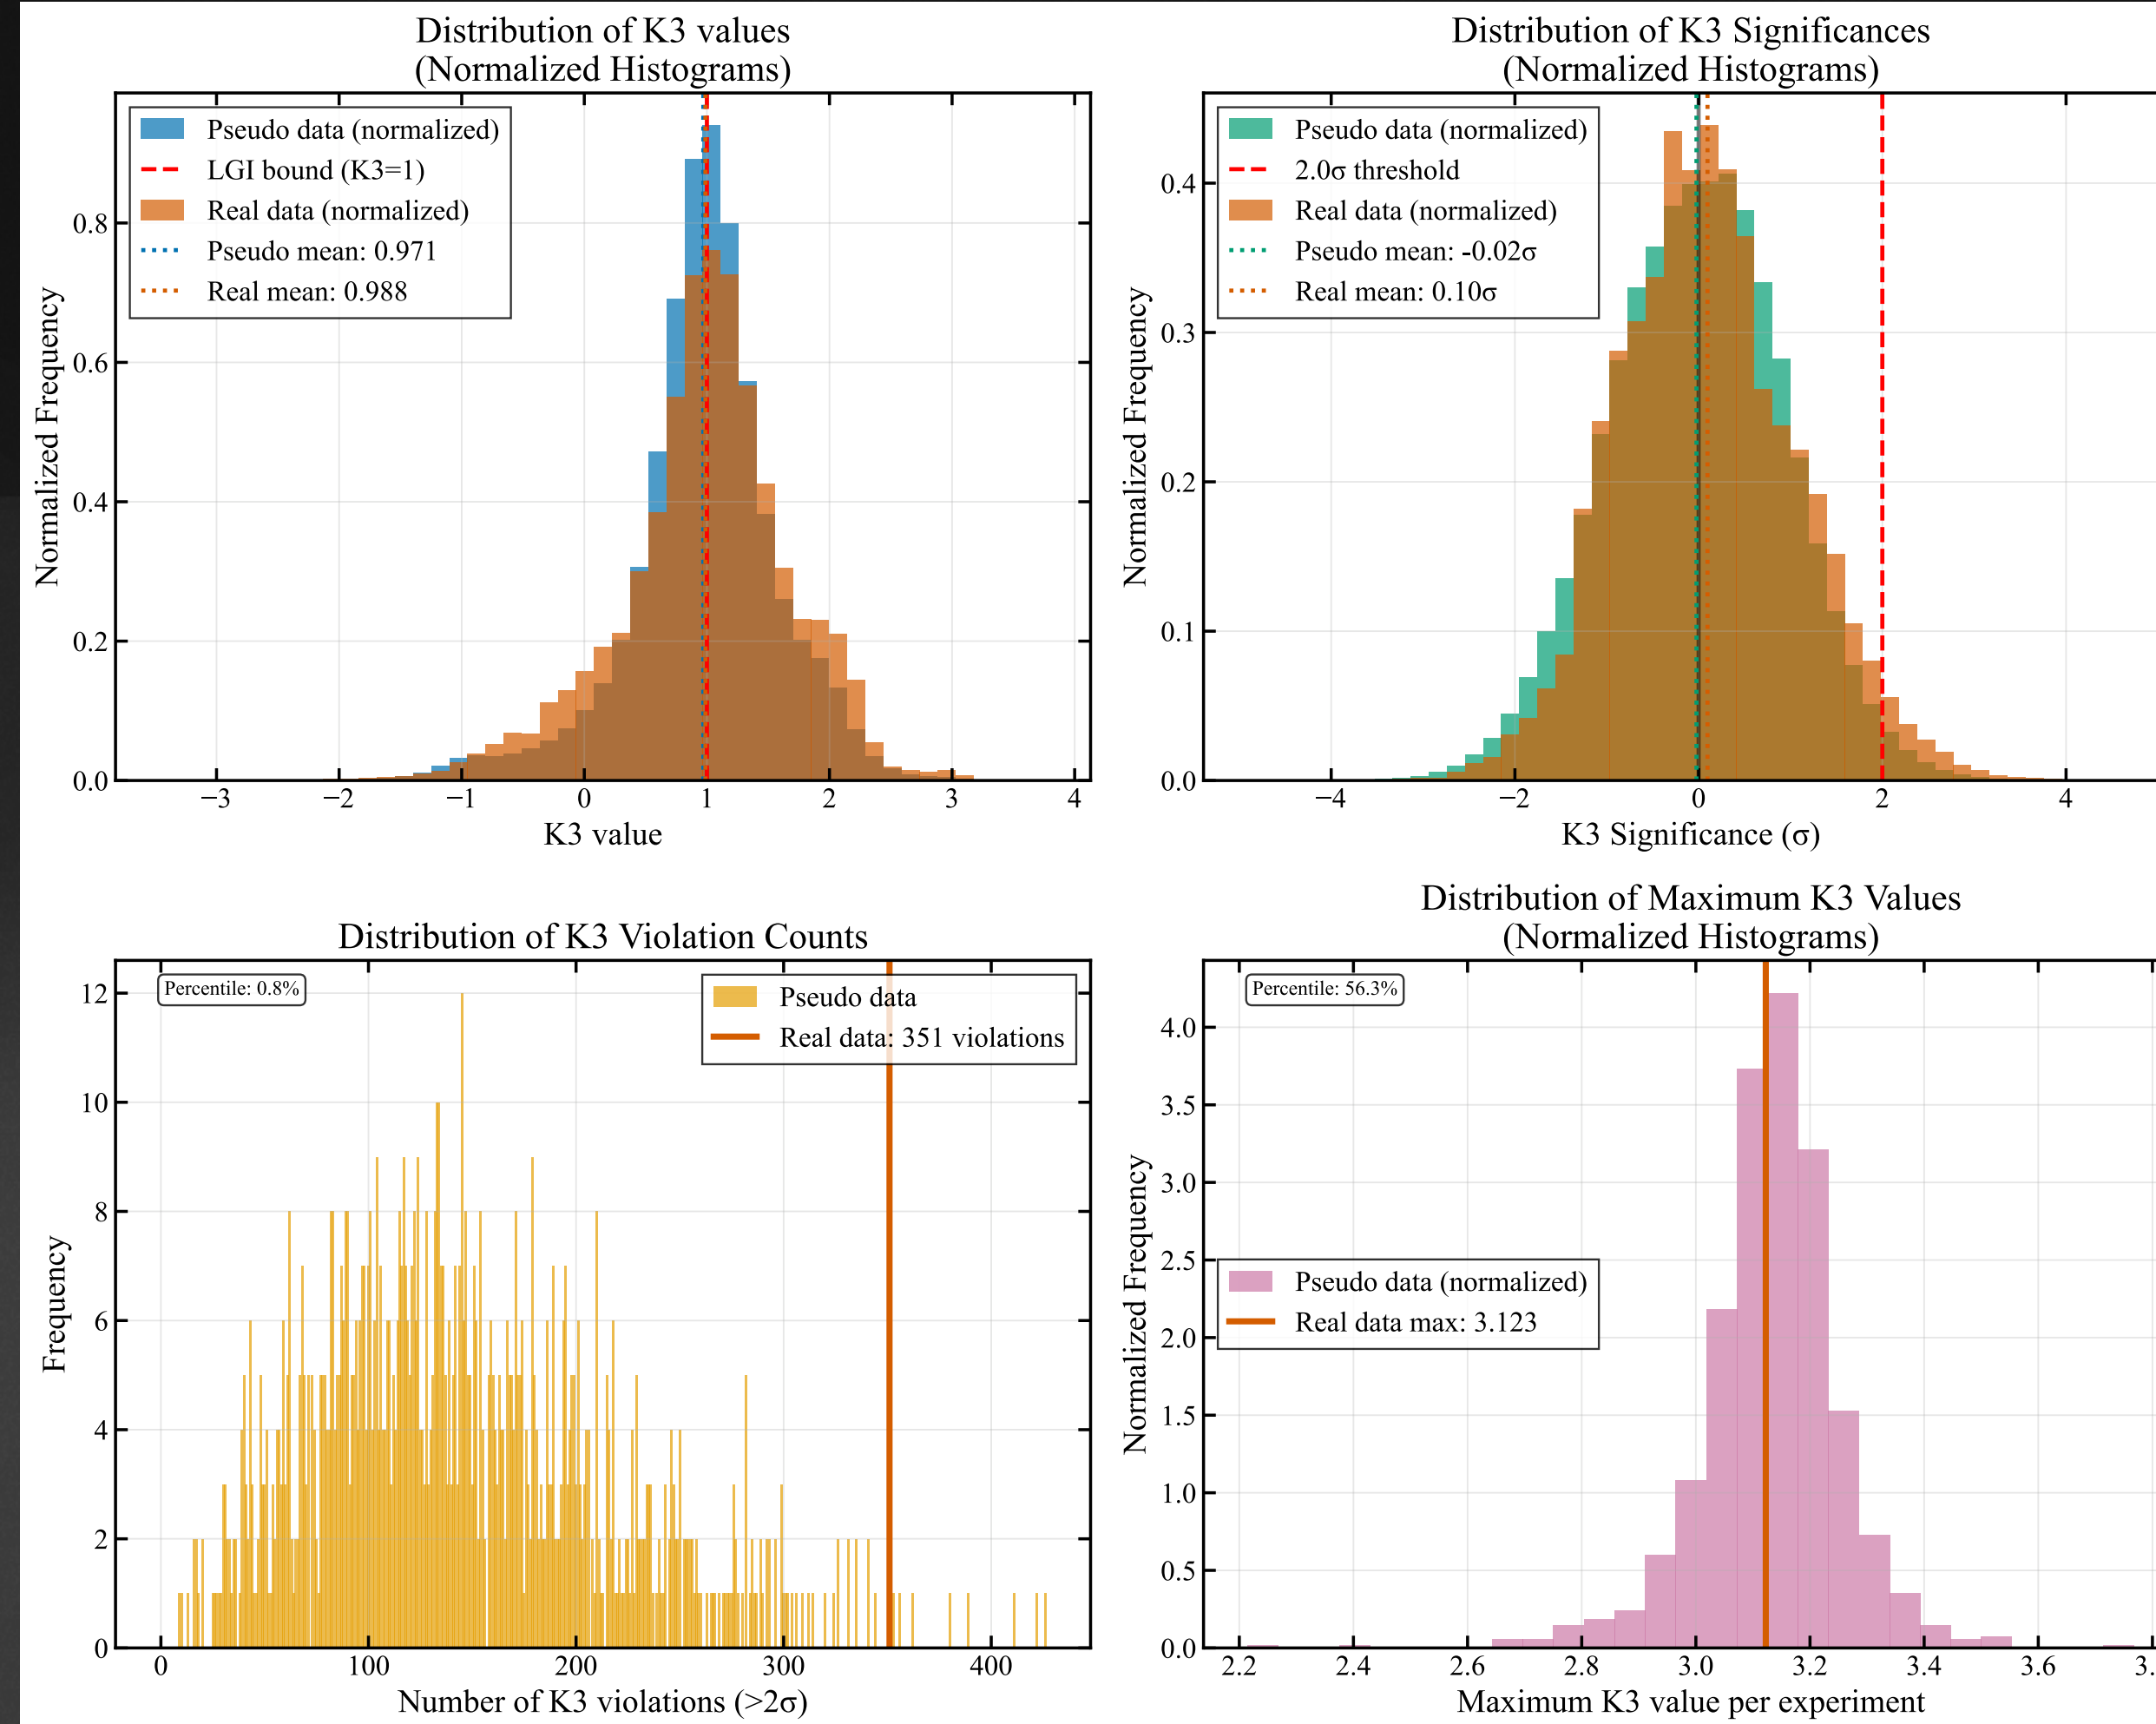 Distribution of K3 values
(Normalized Histograms)
Pseudo data (normalized)
LGI bound (K3=1)
Real data (normalized)
Pseudo mean: 0.971
Real mean: 0.988
Normalized Frequency
0.8
0.6
0.4
0.2
0.0
−3 −2 −1 0 1 2 3 4
K3 value
Distribution of K3 Significances
(Normalized Histograms)
Pseudo data (normalized)
2.0σ threshold
Real data (normalized)
Pseudo mean: -0.02σ
Real mean: 0.10σ
Normalized Frequency
0.4
0.3
0.2
0.1
0.0
−4 −2 0 2 4
K3 Significance (σ)
Distribution of K3 Violation Counts
Percentile: 0.8%
Pseudo data
Real data: 351 violations
Frequency
12
10
8
6
4
2
0
0 100 200 300 400
Number of K3 violations (>2σ)
Distribution of Maximum K3 Values
(Normalized Histograms)
Percentile: 56.3%
Pseudo data (normalized)
Real data max: 3.123
Normalized Frequency
4.0
3.5
3.0
2.5
2.0
1.5
1.0
0.5
0.0
2.2 2.4 2.6 2.8 3.0 3.2 3.4 3.6 3.
Maximum K3 value per experiment